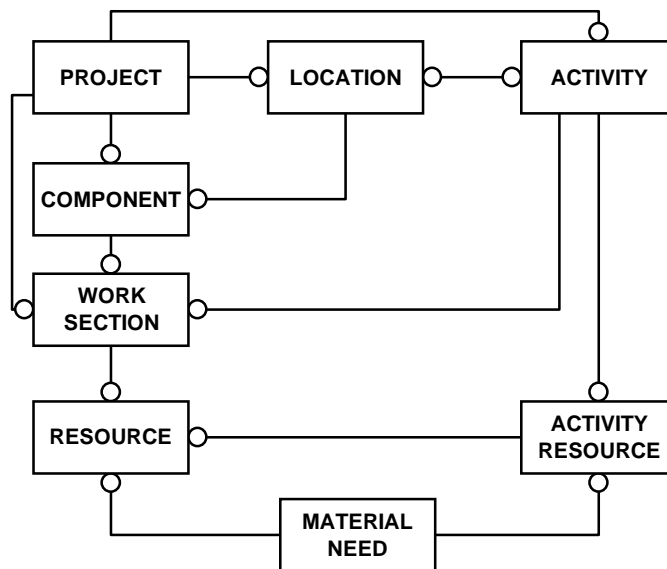 PROJECT
LOCATION
ACTIVITY
COMPONENT
WORK
SECTION
RESOURCE
ACTIVITY
RESOURCE
MATERIAL
NEED